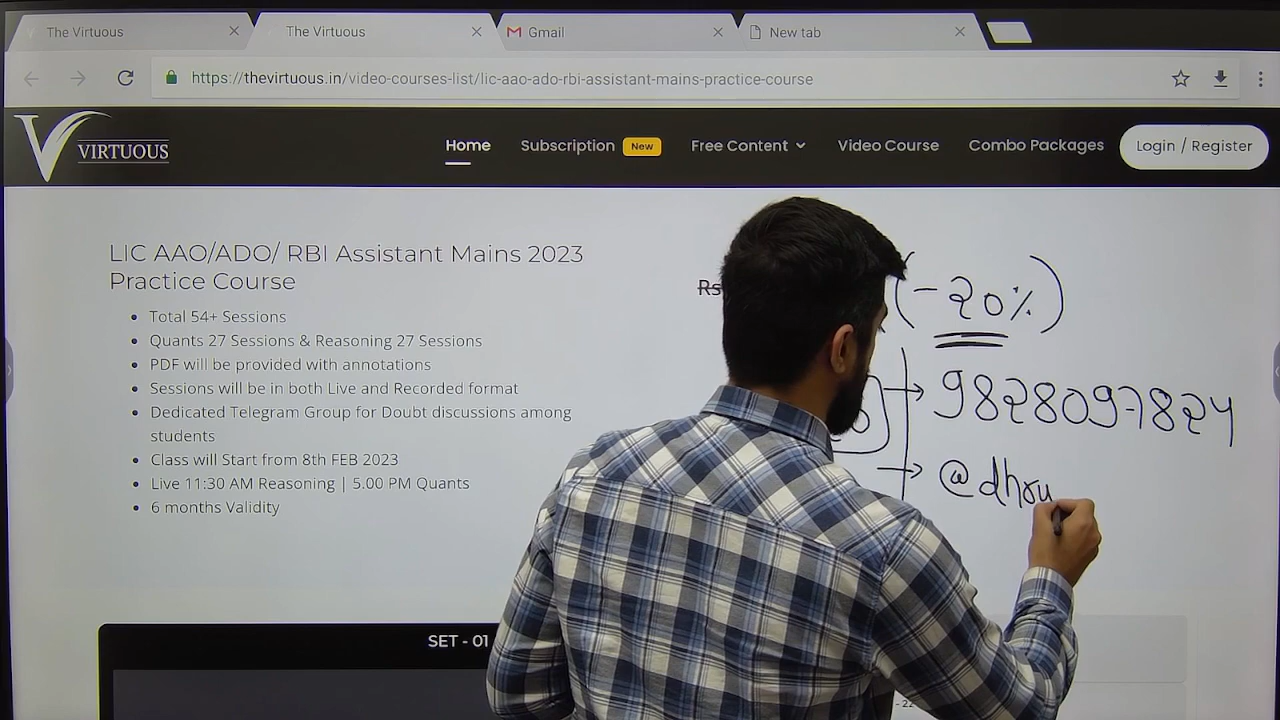 The Virtuous
The Virtuous
Gmail
New tab
https://thevirtuous.in/video-courses-list/lic-aao-ado-rbi-assistant-mains-practice-course
VIRTUOUS
Home
Subscription New
Free Content
Video Course
Combo Packages
Login / Register
LIC AAO/ADO/ RBI Assistant Mains 2023
Practice Course
Total 54+ Sessions
Quants 27 Sessions & Reasoning 27 Sessions
PDF will be provided with annotations
Sessions will be in both Live and Recorded format
Dedicated Telegram Group for Doubt discussions among
students
Class will Start from 8th FEB 2023
Live 11:30 AM Reasoning | 5.00 PM Quants
6 months Validity
Rs
(-20%)
9828097824
@dhru
SET - 01
- 22